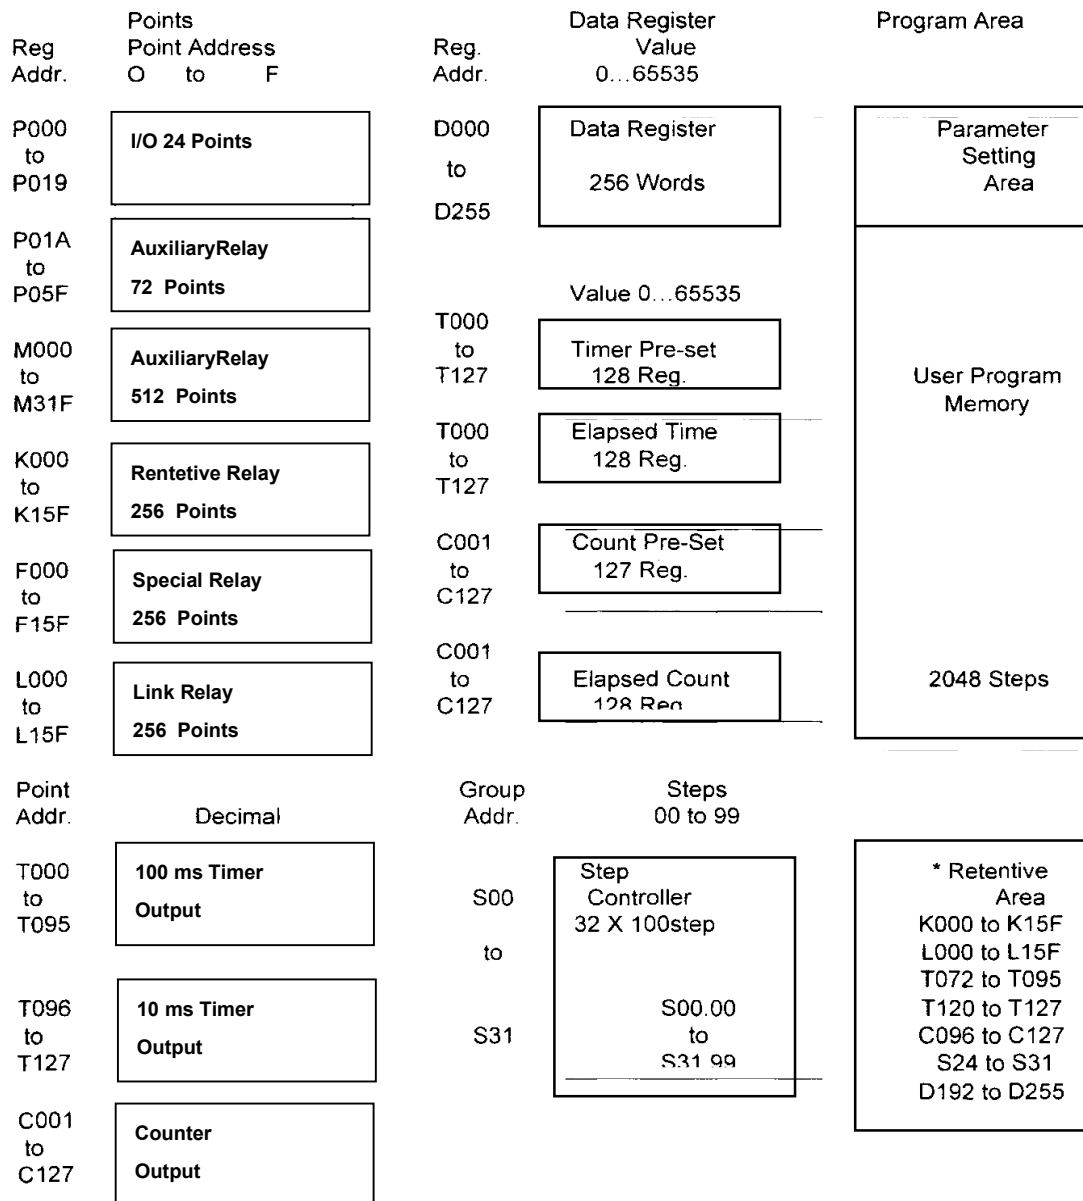 Points
Reg Point Address
Addr. O to F
P000
to
P019
I/O 24 Points
P01A
to
P05F
AuxiliaryRelay
72 Points
M000
to
M31F
AuxiliaryRelay
512 Points
K000
to
K15F
Rentetive Relay
256 Points
F000
to
F15F
Special Relay
256 Points
L000
to
L15F
Link Relay
256 Points
Point
Addr. Decimal
T000
to
T095
100 ms Timer
Output
T096
to
T127
10 ms Timer
Output
C001
to
C127
Counter
Output
Data Register
Reg. Value
Addr. 0...65535
D000
to
D255
Data Register
256 Words
Value 0...65535
T000
to
T127
Timer Pre-set
128 Reg.
T000
to
T127
Elapsed Time
128 Reg.
C001
to
C127
Count Pre-Set
127 Reg.
C001
to
C127
Elapsed Count
128 Reg
Group Steps
Addr. 00 to 99
S00
to
S31
Step
Controller
32 X 100step
S00.00
to
S31.99
Program Area
Parameter
Setting
Area
User Program
Memory
2048 Steps
* Retentive
Area
K000 to K15F
L000 to L15F
T072 to T095
T120 to T127
C096 to C127
S24 to S31
D192 to D255